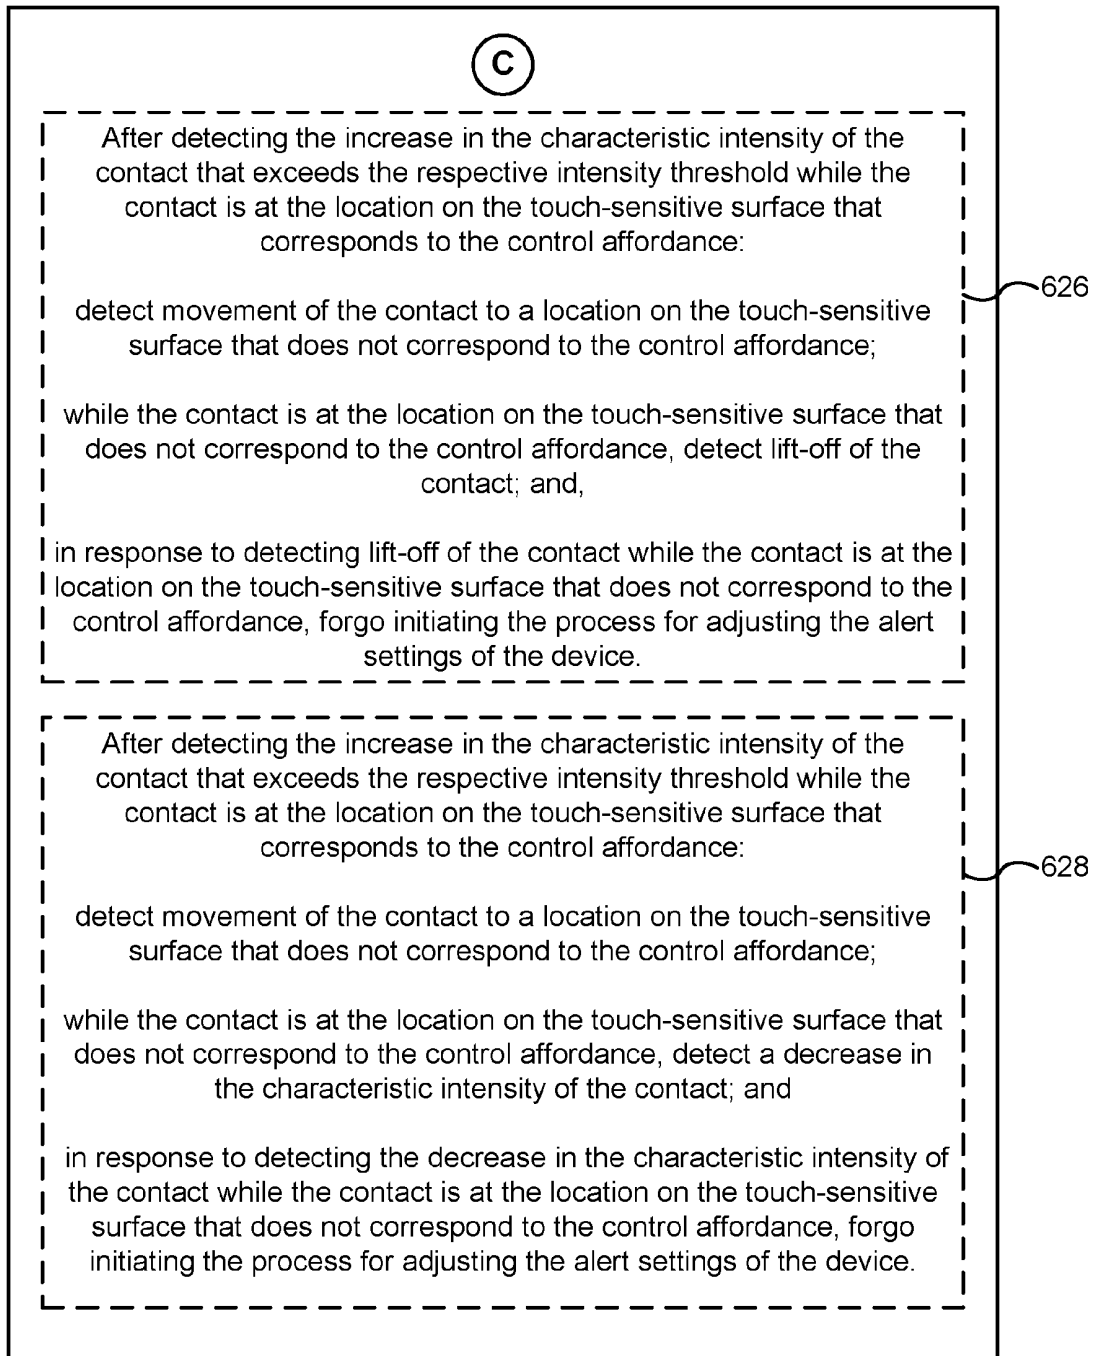 C
After detecting the increase in the characteristic intensity of the
contact that exceeds the respective intensity threshold while the
contact is at the location on the touch-sensitive surface that
corresponds to the control affordance:
detect movement of the contact to a location on the touch-sensitive
surface that does not correspond to the control affordance;
while the contact is at the location on the touch-sensitive surface that
does not correspond to the control affordance, detect lift-off of the
contact; and,
in response to detecting lift-off of the contact while the contact is at the
location on the touch-sensitive surface that does not correspond to the
control affordance, forgo initiating the process for adjusting the alert
settings of the device.
626
After detecting the increase in the characteristic intensity of the
contact that exceeds the respective intensity threshold while the
contact is at the location on the touch-sensitive surface that
corresponds to the control affordance:
detect movement of the contact to a location on the touch-sensitive
surface that does not correspond to the control affordance;
while the contact is at the location on the touch-sensitive surface that
does not correspond to the control affordance, detect a decrease in
the characteristic intensity of the contact; and
in response to detecting the decrease in the characteristic intensity of
the contact while the contact is at the location on the touch-sensitive
surface that does not correspond to the control affordance, forgo
initiating the process for adjusting the alert settings of the device.
628